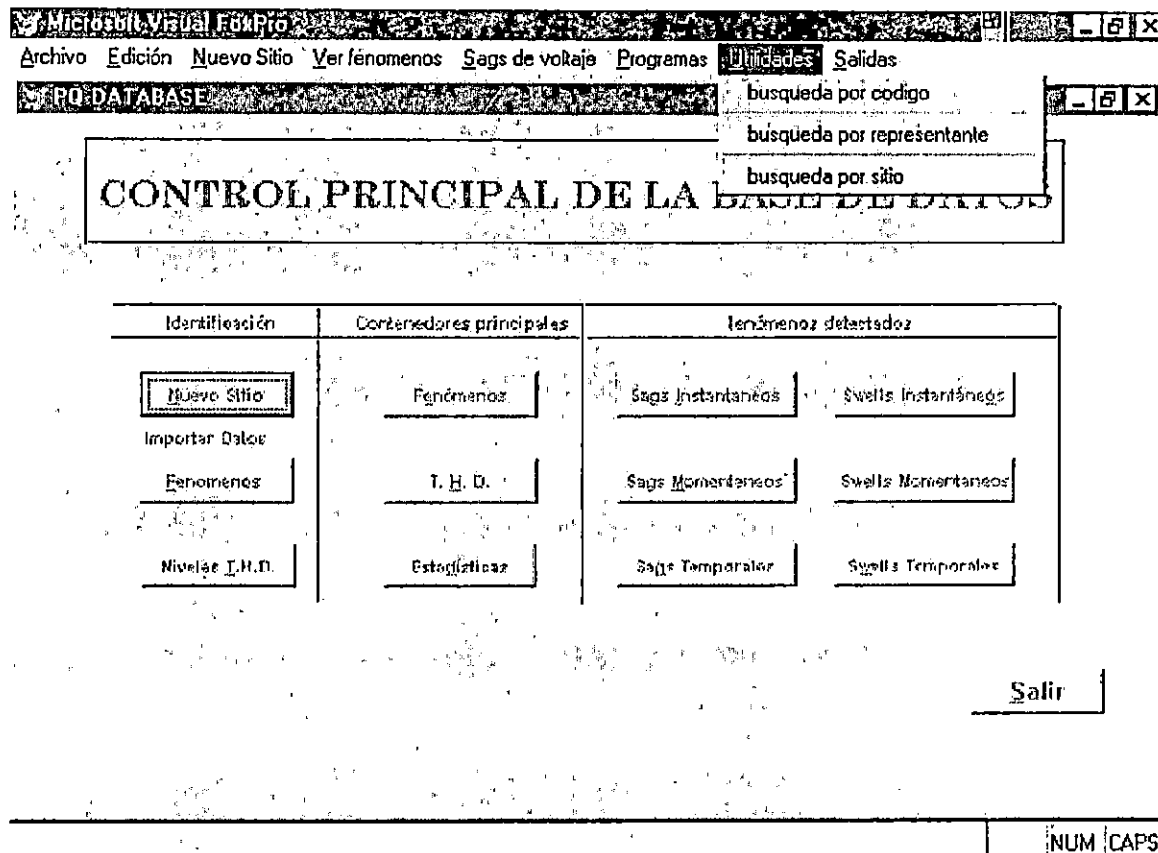 Microsoft Visual FoxPro
Archivo Edición Nuevo Sitio Ver fénomenos Sags de voltaje Programas Utilidades Salidas
PQ-DATABASE
busqueda por codigo
busqueda por representante
busqueda por sitio
CONTROL PRINCIPAL DE LA BASE DE DATOS
Identificación Contenedores principales fenómenos detectados
Nuevo Sitio Fenómenos Sags Instantaneos Swells Instantáneos
Importar Datos
Fenomenos T. H. D. Sags Momentaneos Swells Momentaneos
Niveles T.H.D. Estadísticas Sags Temporales Swells Temporales
Salir
NUM CAPS